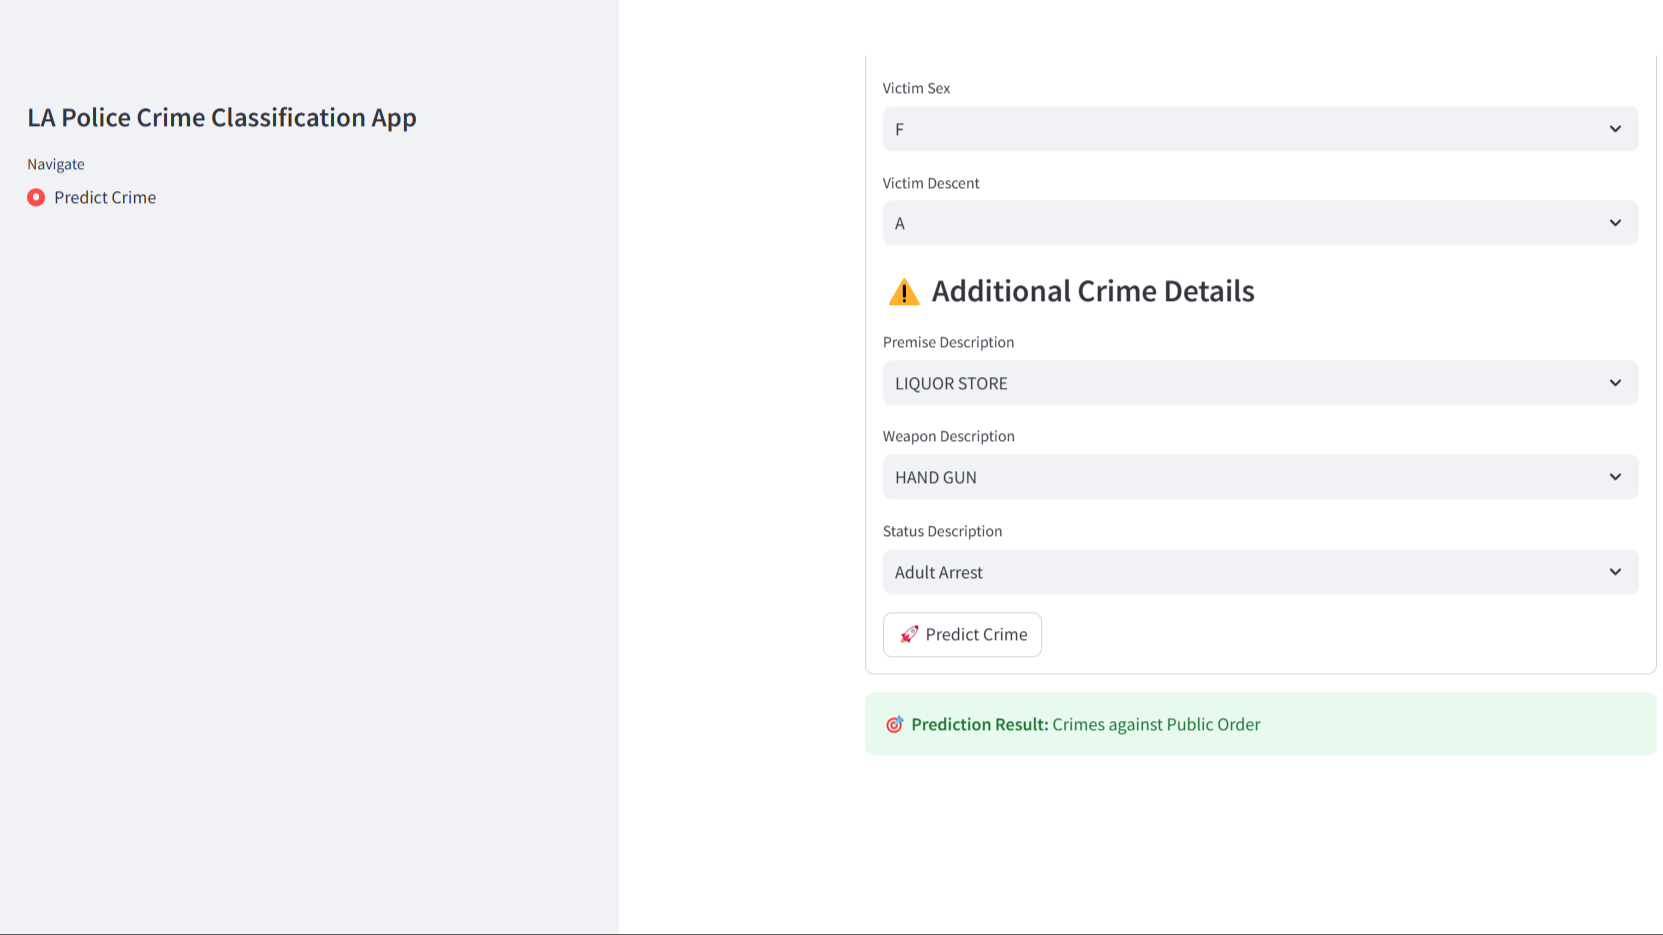 LA Police Crime Classification App
Navigate
Predict Crime
Victim Sex
F
Victim Descent
A
Additional Crime Details
Premise Description
LIQUOR STORE
Weapon Description
HAND GUN
Status Description
Adult Arrest
Predict Crime
Prediction Result: Crimes against Public Order